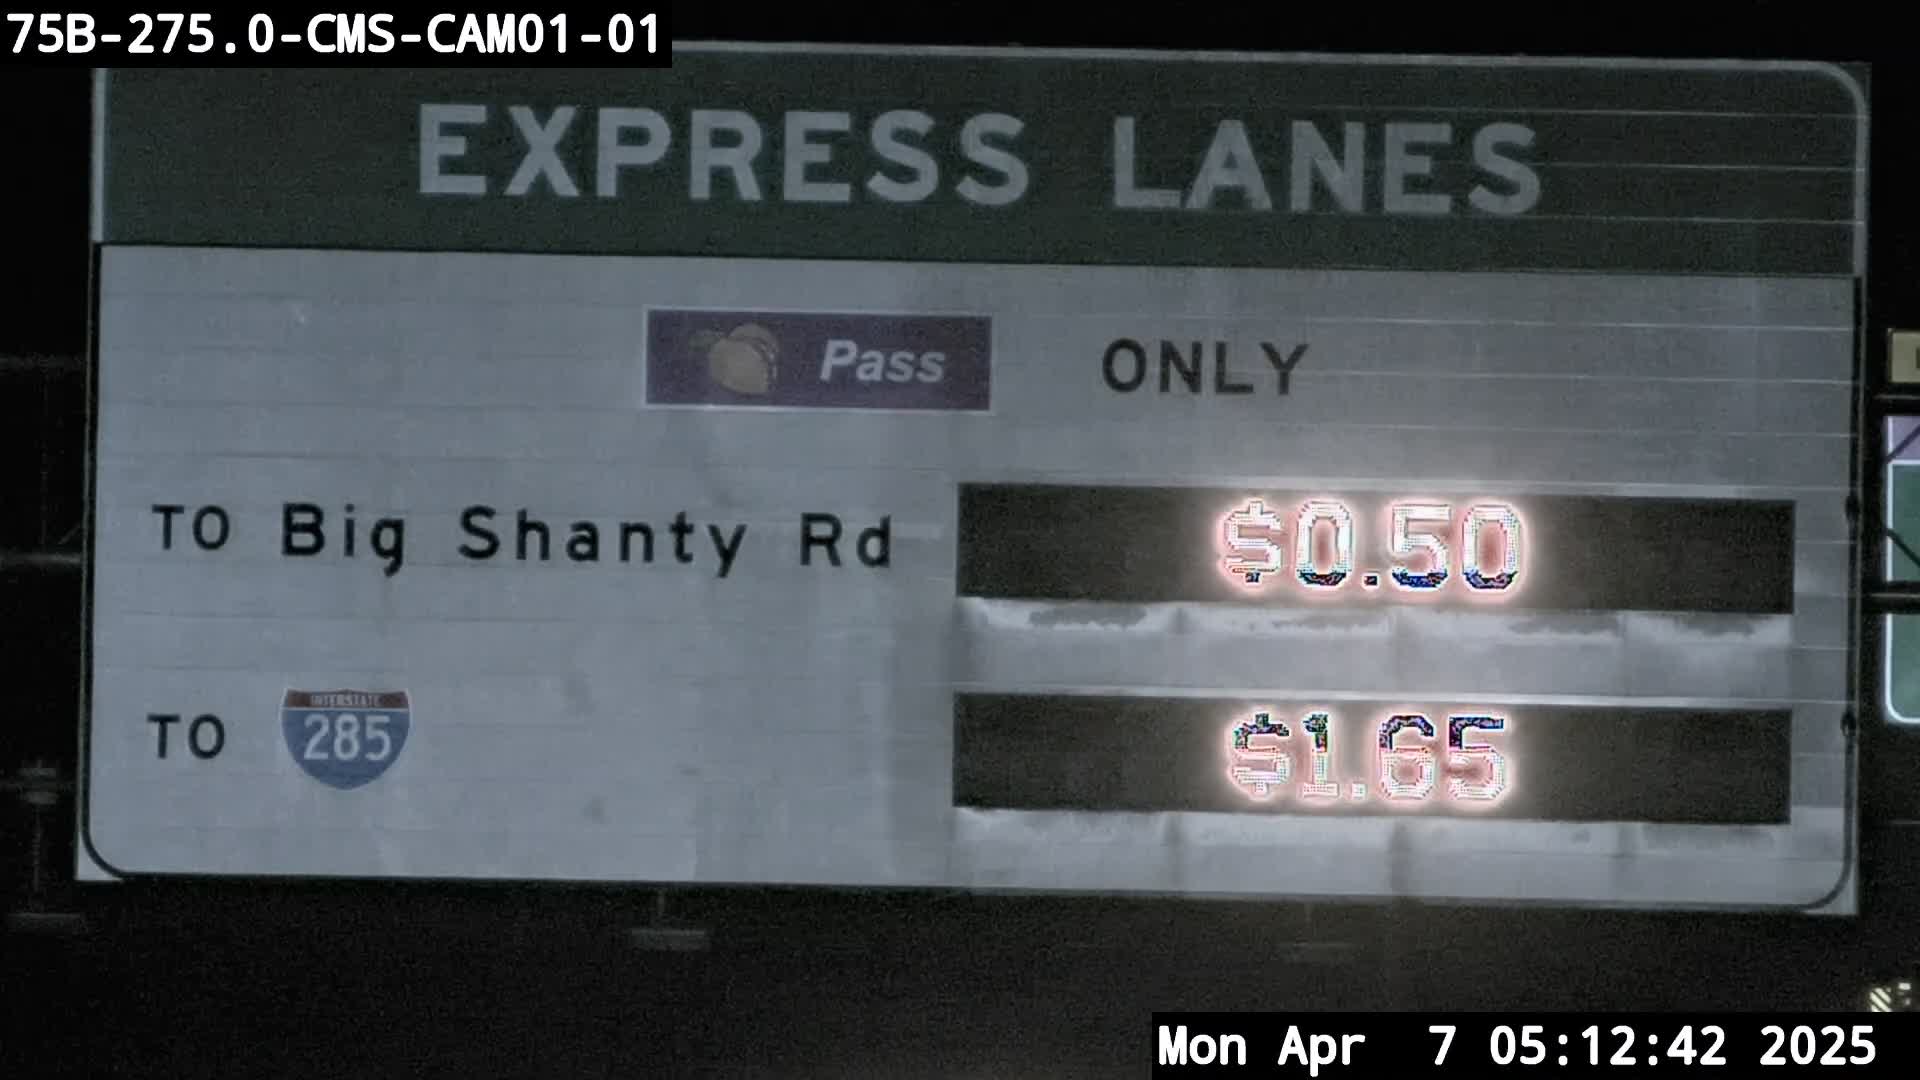 75B-275.0-CMS-CAM01-01
EXPRESS LANES
Pass ONLY
TO Big Shanty Rd $0.50
TO INTERSTATE 285 $1.65
Mon Apr 7 05:12:42 2025